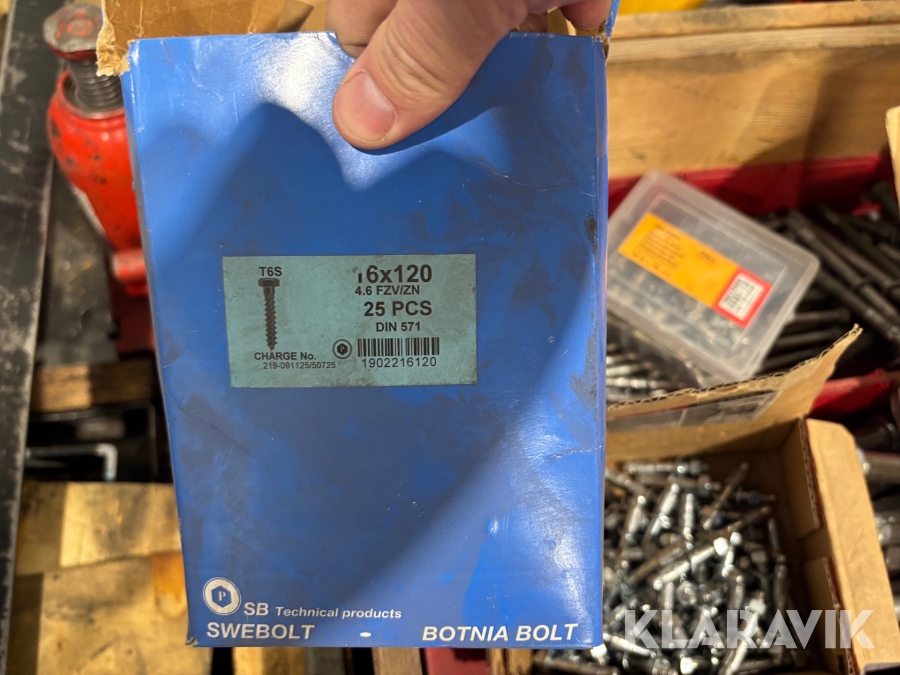 T6S
16x120
4.6 FZV/ZN
25 PCS
DIN 571
CHARGE No.
219-091125/50725
P
1902216120
P
SB Technical products
SWEBOLT - BOTNIA BOLT
KLARAVIK